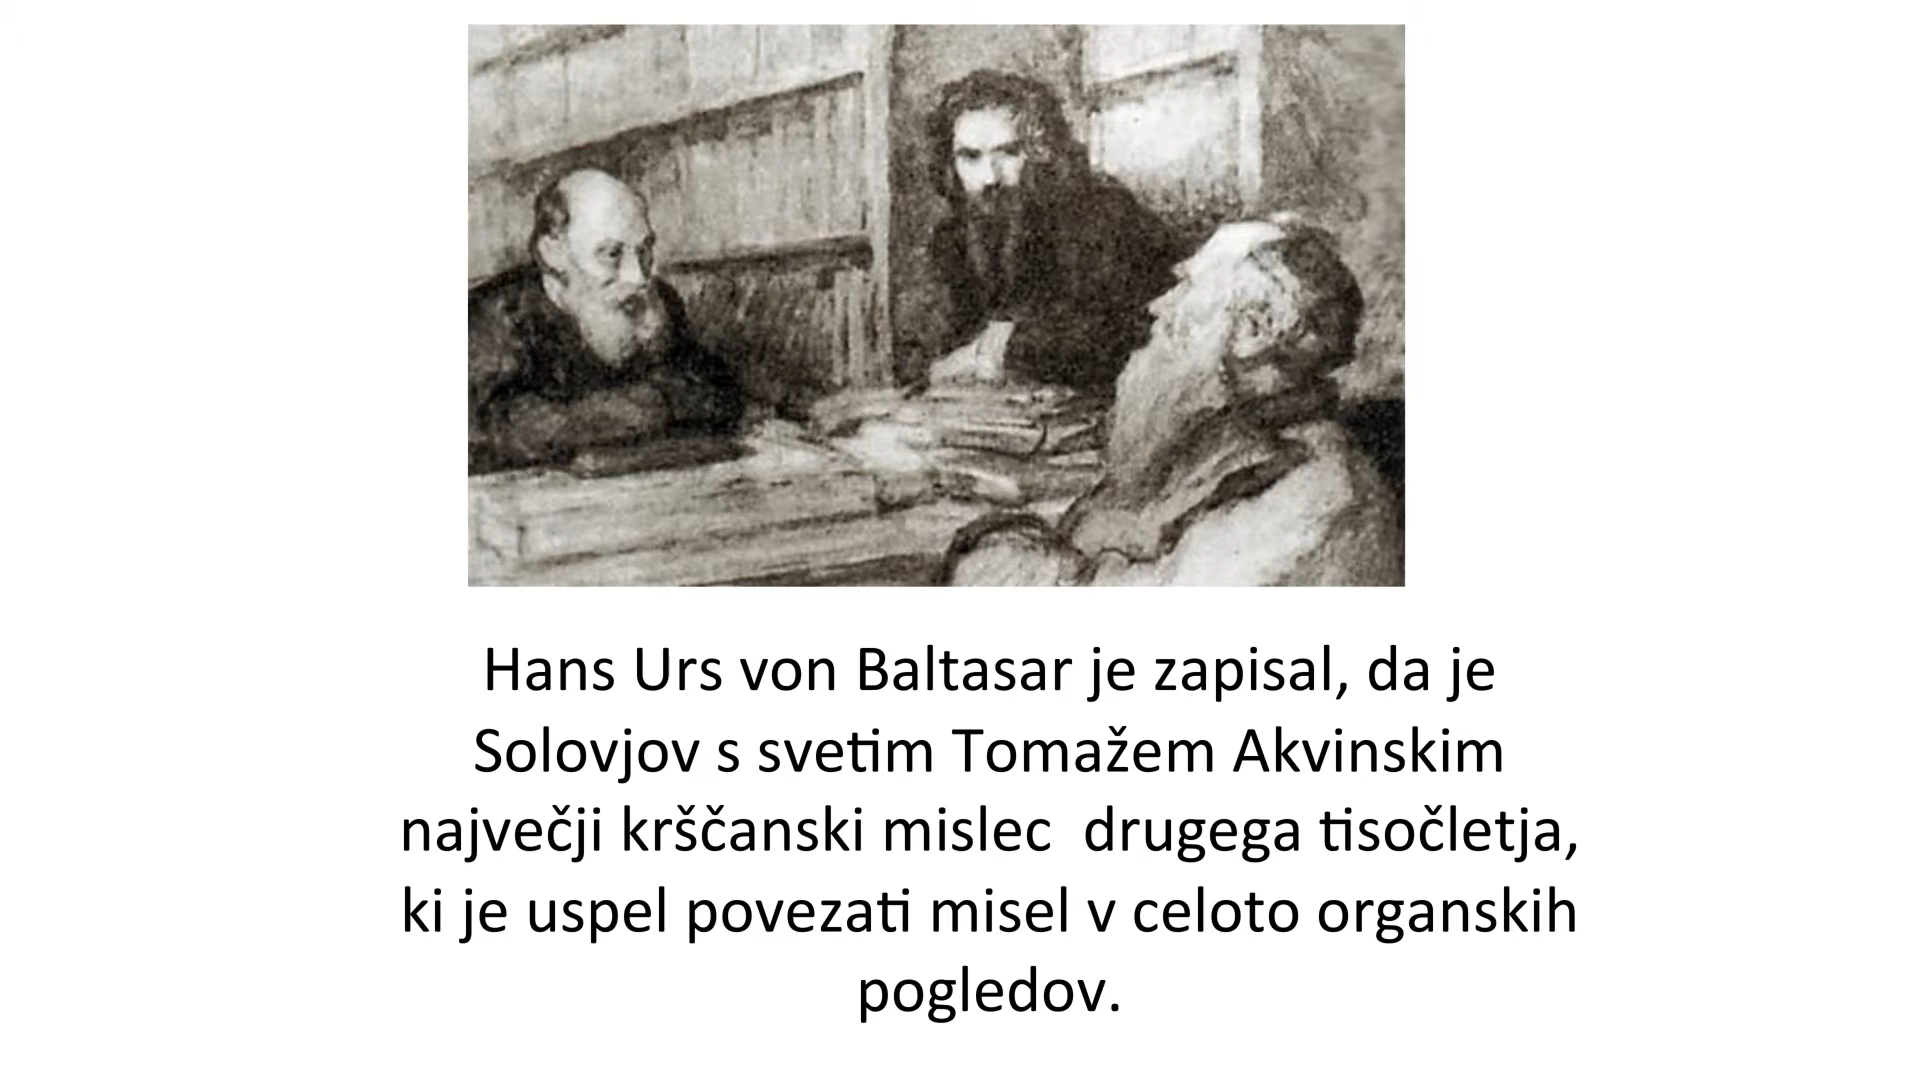 Hans Urs von Baltasar je zapisal, da je
Solovjov s svetim Tomažem Akvinskim
največji krščanski mislec  drugega tisočletja,
ki je uspel povezati misel v celoto organskih
pogledov.